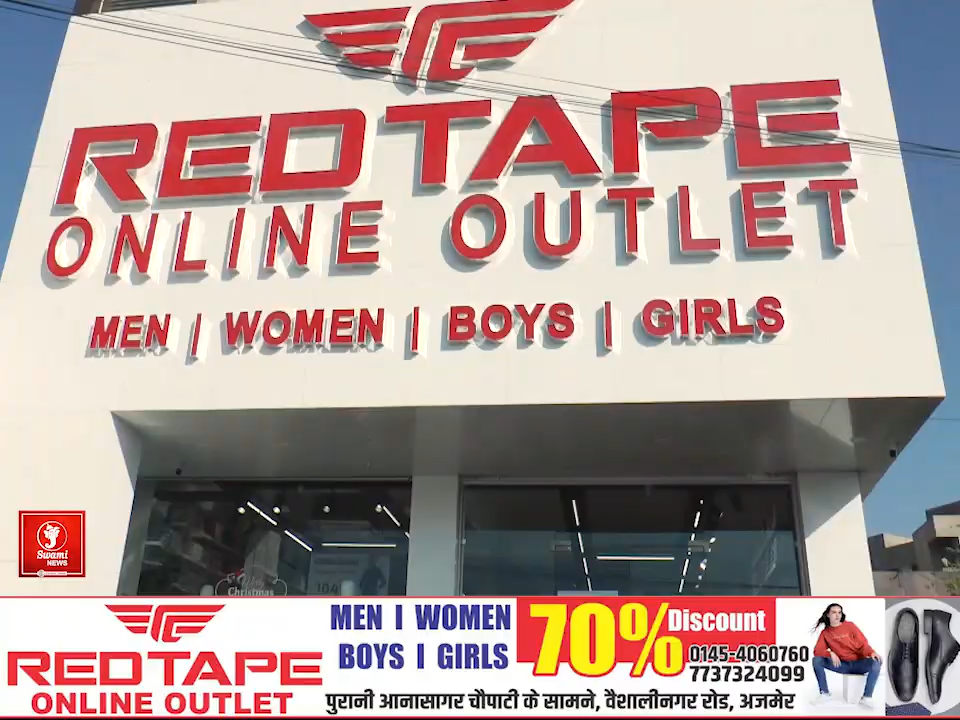 REDTAPE
ONLINE OUTLET
MEN | WOMEN | BOYS | GIRLS
Swami
NEWS
Christmas
REDTAPE
ONLINE OUTLET
MEN I WOMEN
BOYS I GIRLS
70% Discount
0145-4060760
7737324099
पुरानी आनासागर चौपाटी के सामने, वैशालीनगर रोड, अजमेर